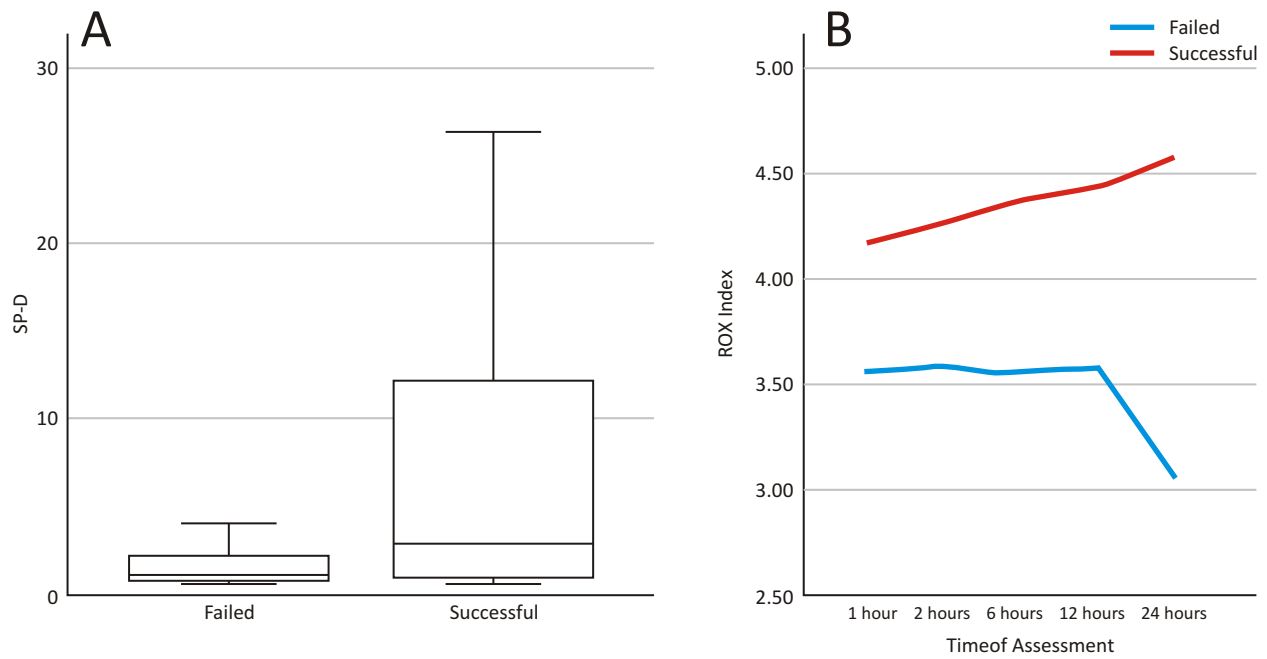 A
30
20
10
0
SP-D
Failed
Successful
B
Failed
Successful
5.00
4.50
4.00
3.50
3.00
2.50
ROX Index
1 hour
2 hours
6 hours
12 hours
24 hours
Timeof Assessment